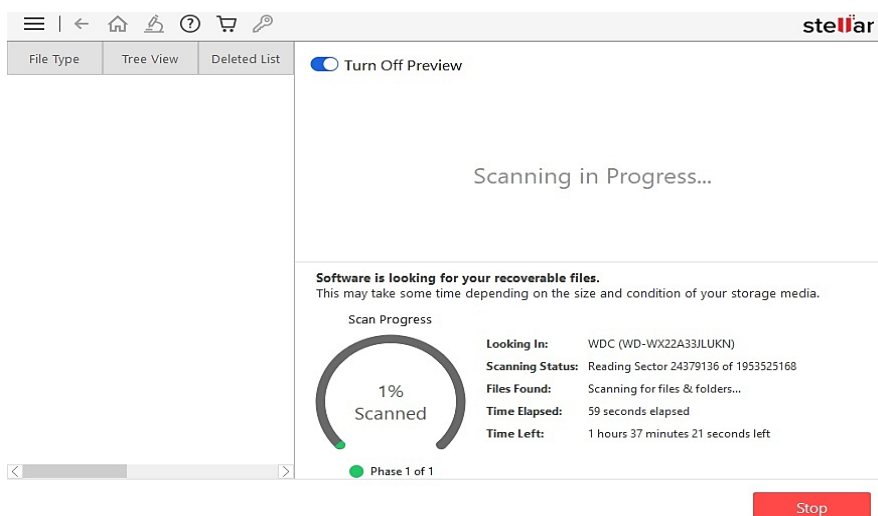 stellar
File Type Tree View Deleted List
Turn Off Preview
Scanning in Progress...
Software is looking for your recoverable files.
This may take some time depending on the size and condition of your storage media.
Scan Progress
1%
Scanned
Phase 1 of 1
Looking In: WDC (WD-WX22A33JLUKN)
Scanning Status: Reading Sector 24379136 of 1953525168
Files Found: Scanning for files & folders...
Time Elapsed: 59 seconds elapsed
Time Left: 1 hours 37 minutes 21 seconds left
Stop